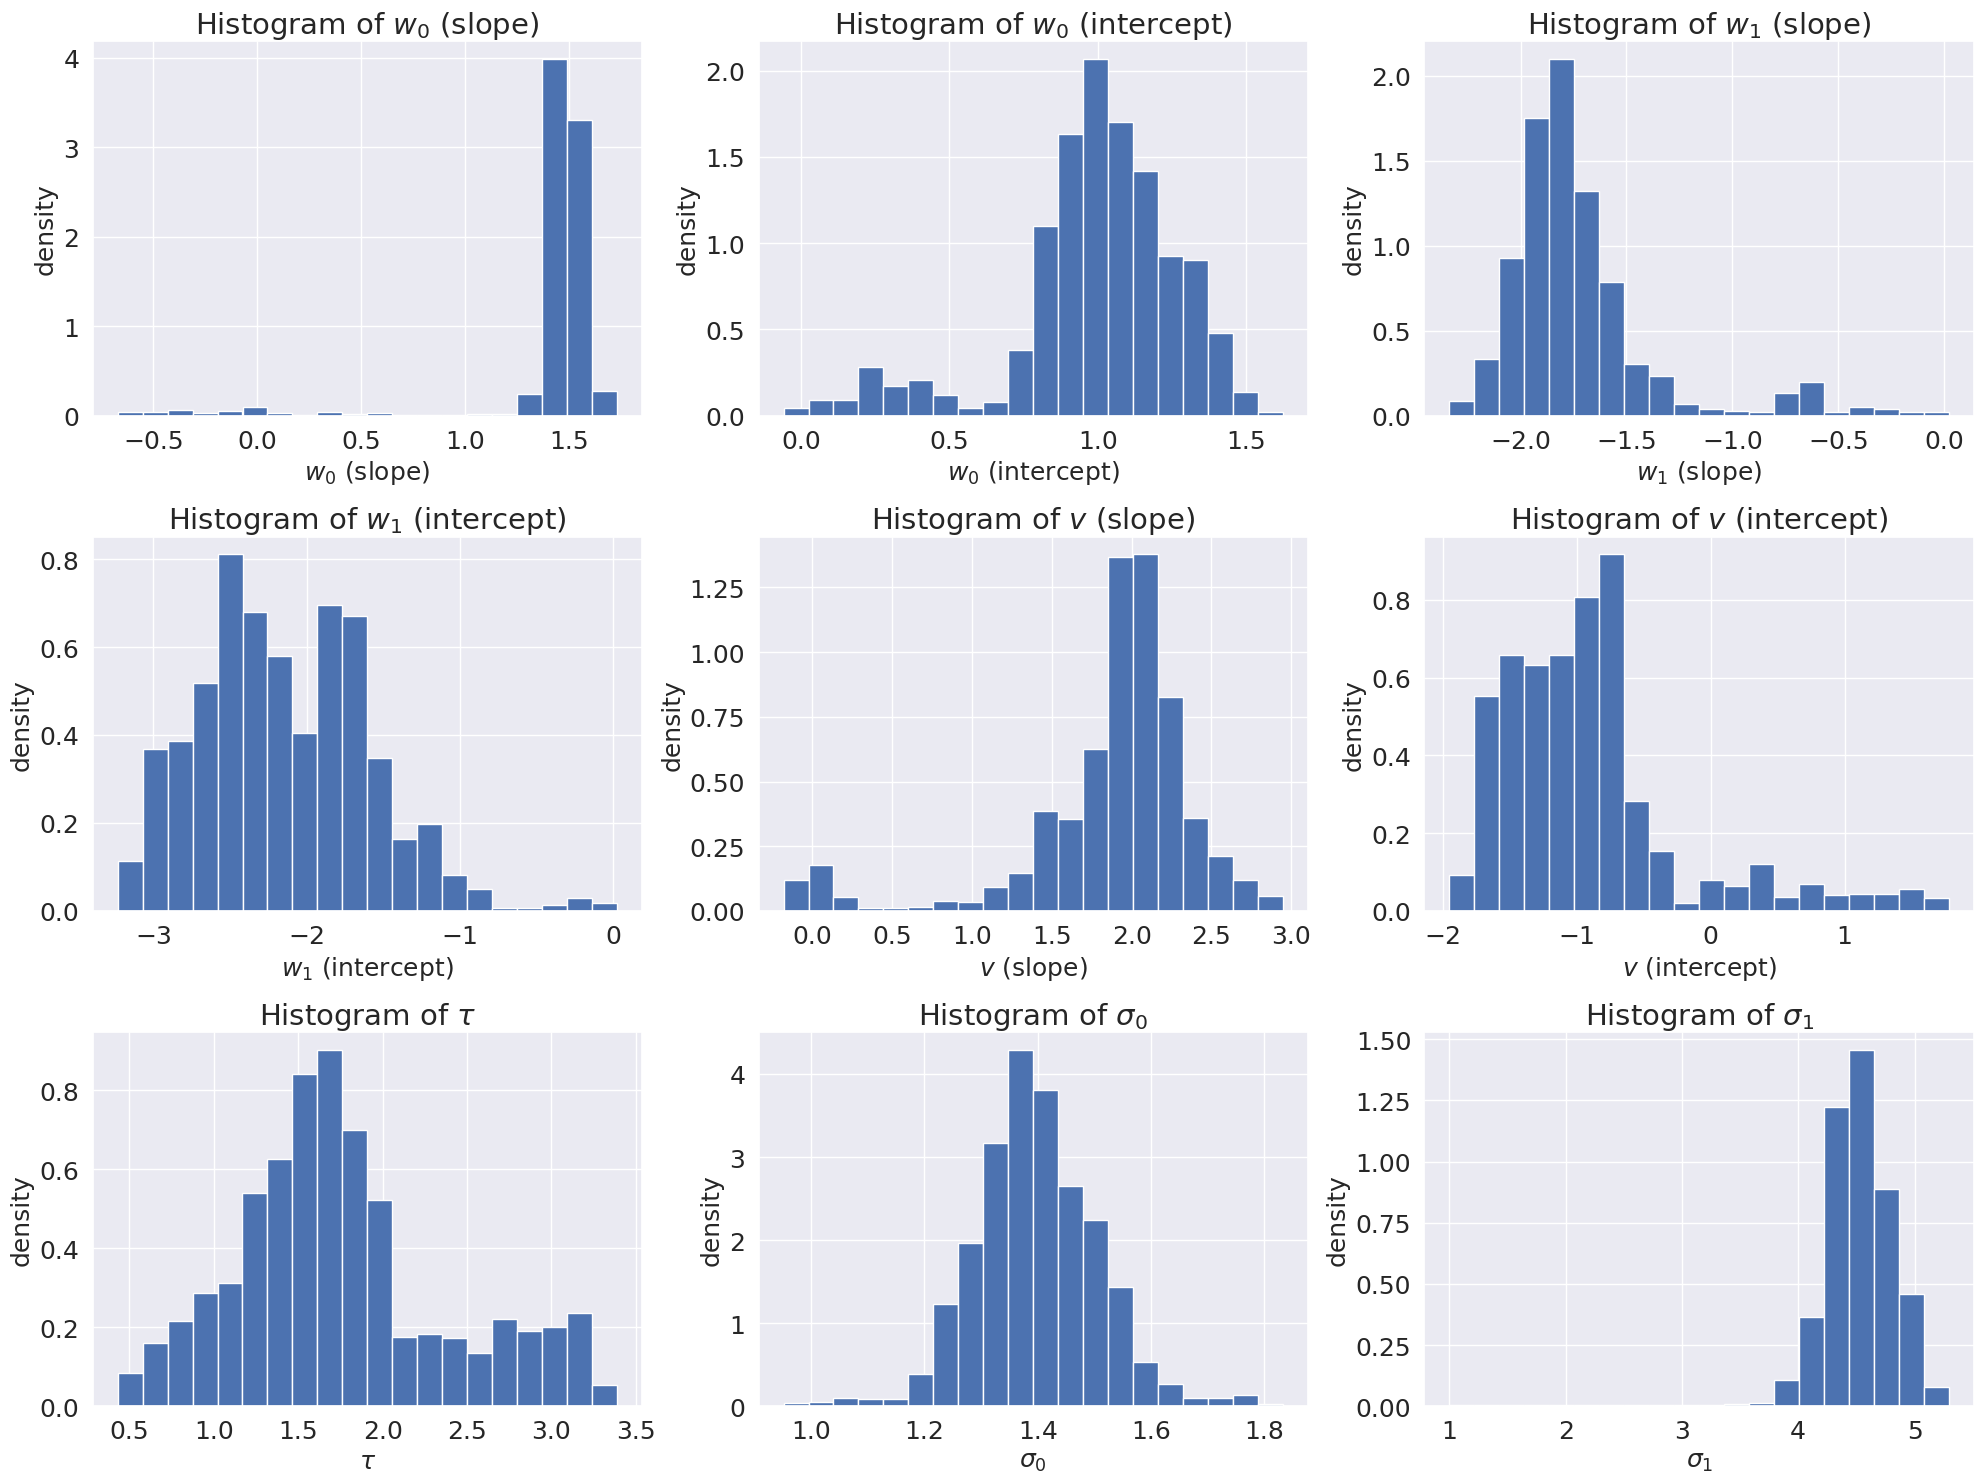 Histogram of w₀ (slope)
4
3
2
1
0
density
−0.5 0.0 0.5 1.0 1.5
w₀ (slope)
Histogram of w₀ (intercept)
2.0
1.5
1.0
0.5
0.0
density
0.0 0.5 1.0 1.5
w₀ (intercept)
Histogram of w₁ (slope)
2.0
1.5
1.0
0.5
0.0
density
−2.0 −1.5 −1.0 −0.5 0.0
w₁ (slope)
Histogram of w₁ (intercept)
0.8
0.6
0.4
0.2
0.0
density
−3 −2 −1 0
w₁ (intercept)
Histogram of v (slope)
1.25
1.00
0.75
0.50
0.25
0.00
density
0.0 0.5 1.0 1.5 2.0 2.5 3.0
v (slope)
Histogram of v (intercept)
0.8
0.6
0.4
0.2
0.0
density
−2 −1 0 1
v (intercept)
Histogram of τ
0.8
0.6
0.4
0.2
0.0
density
0.5 1.0 1.5 2.0 2.5 3.0 3.5
τ
Histogram of σ₀
4
3
2
1
0
density
1.0 1.2 1.4 1.6 1.8
σ₀
Histogram of σ₁
1.50
1.25
1.00
0.75
0.50
0.25
0.00
density
1 2 3 4 5
σ₁